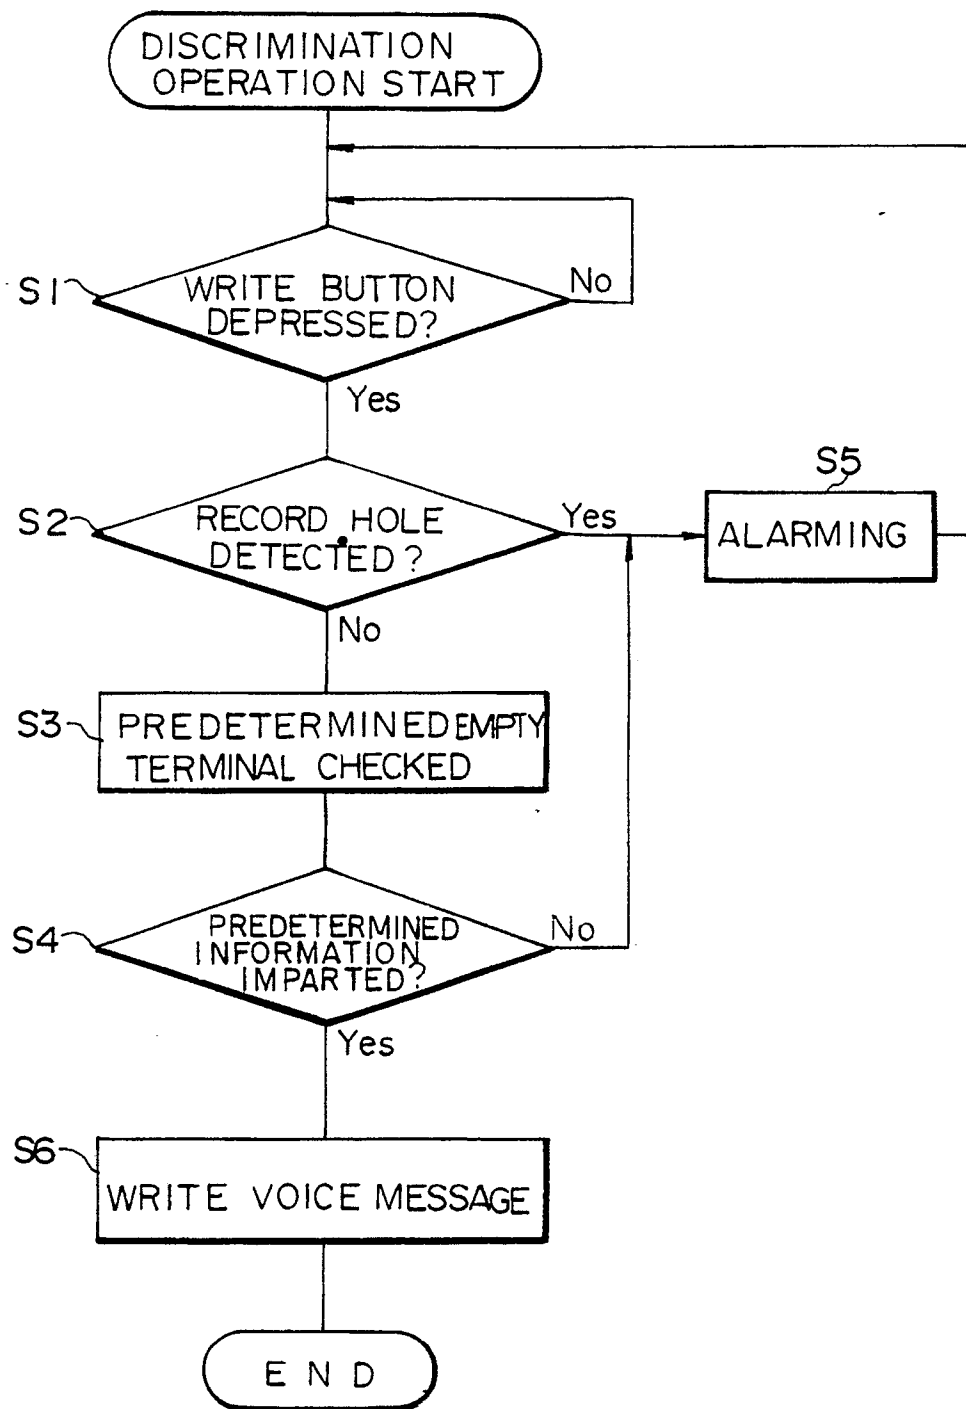 DISCRIMINATION
OPERATION START
S1
WRITE BUTTON
DEPRESSED?
No
Yes
S2
RECORD HOLE
DETECTED?
Yes
No
S5
ALARMING
S3
PREDETERMINED EMPTY
TERMINAL CHECKED
S4
PREDETERMINED
INFORMATION
IMPARTED?
No
Yes
S6
WRITE VOICE MESSAGE
END